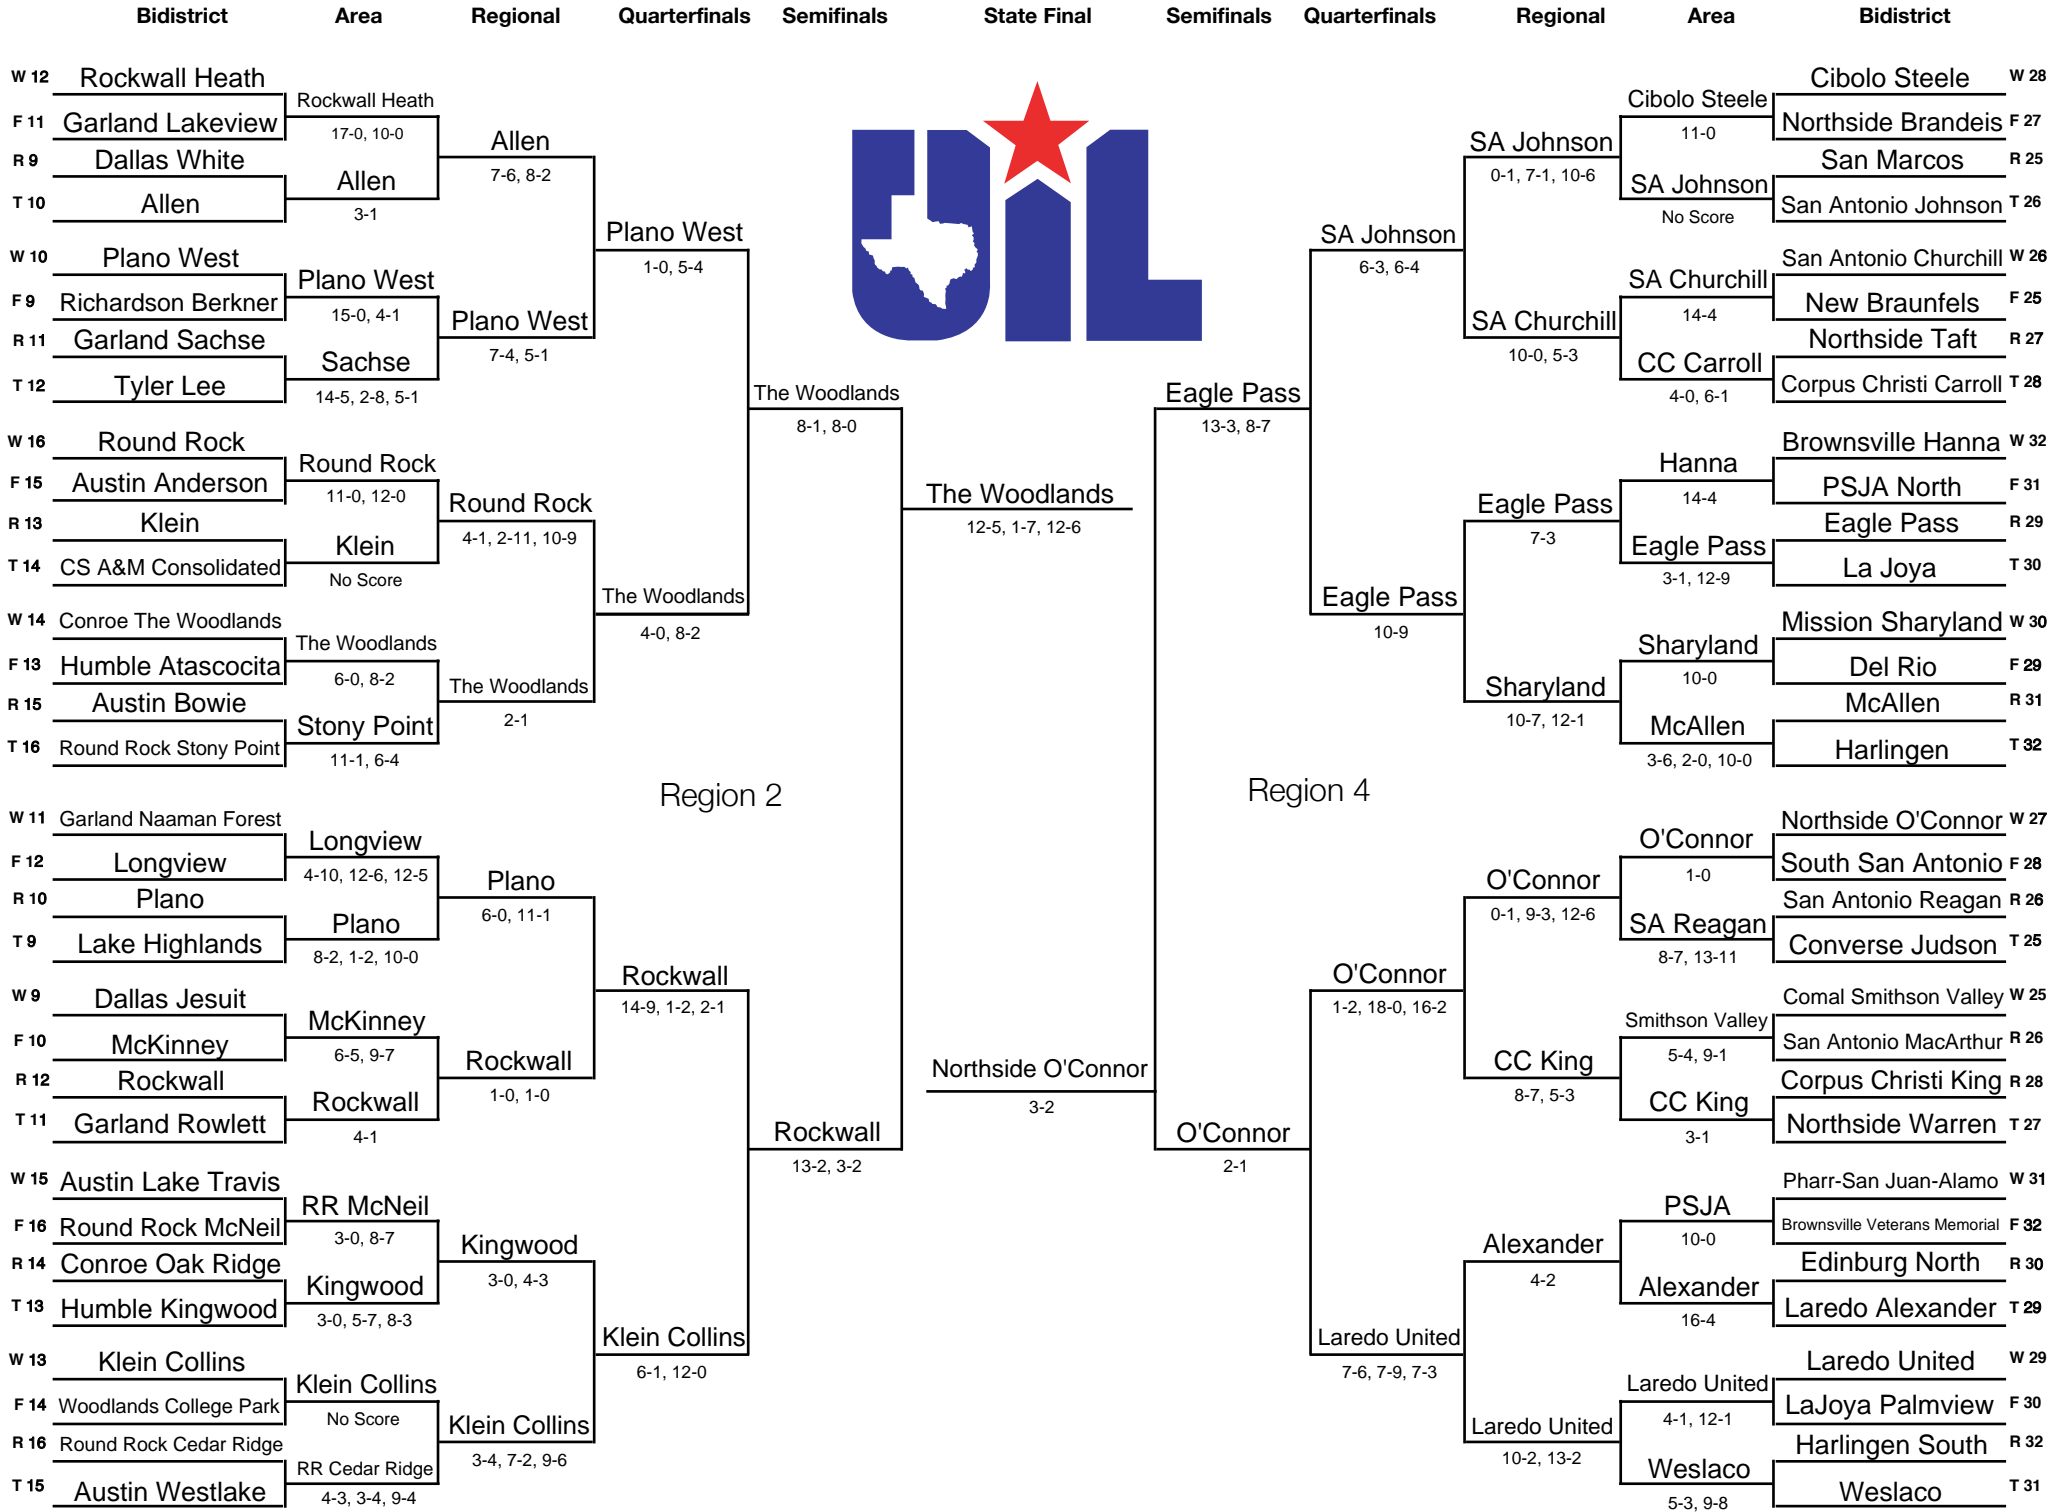 Bidistrict Area Regional Quarterfinals Semifinals State Final Semifinals Quarterfinals Regional Area Bidistrict
W 12 Rockwall Heath
Rockwall Heath
F 11 Garland Lakeview
17-0, 10-0
Allen
7-6, 8-2
R 9 Dallas White
Allen
T 10 Allen
3-1
Plano West
1-0, 5-4
W 10 Plano West
Plano West
F 9 Richardson Berkner
15-0, 4-1
Plano West
7-4, 5-1
R 11 Garland Sachse
Sachse
T 12 Tyler Lee
14-5, 2-8, 5-1
The Woodlands
8-1, 8-0
W 16 Round Rock
Round Rock
F 15 Austin Anderson
11-0, 12-0
Round Rock
4-1, 2-11, 10-9
R 13 Klein
Klein
T 14 CS A&M Consolidated
No Score
The Woodlands
4-0, 8-2
W 14 Conroe The Woodlands
The Woodlands
F 13 Humble Atascocita
6-0, 8-2
The Woodlands
2-1
R 15 Austin Bowie
Stony Point
T 16 Round Rock Stony Point
11-1, 6-4
Region 2
W 11 Garland Naaman Forest
Longview
F 12 Longview
4-10, 12-6, 12-5
Plano
6-0, 11-1
R 10 Plano
Plano
T 9 Lake Highlands
8-2, 1-2, 10-0
Rockwall
14-9, 1-2, 2-1
W 9 Dallas Jesuit
McKinney
F 10 McKinney
6-5, 9-7
Rockwall
1-0, 1-0
R 12 Rockwall
Rockwall
T 11 Garland Rowlett
4-1
Rockwall
13-2, 3-2
W 15 Austin Lake Travis
RR McNeil
F 16 Round Rock McNeil
3-0, 8-7
Kingwood
3-0, 4-3
R 14 Conroe Oak Ridge
Kingwood
T 13 Humble Kingwood
3-0, 5-7, 8-3
Klein Collins
6-1, 12-0
W 13 Klein Collins
Klein Collins
F 14 Woodlands College Park
No Score
Klein Collins
3-4, 7-2, 9-6
R 16 Round Rock Cedar Ridge
RR Cedar Ridge
T 15 Austin Westlake
4-3, 3-4, 9-4
UIL
The Woodlands
12-5, 1-7, 12-6
Northside O'Connor
3-2
Cibolo Steele W 28
Cibolo Steele
Northside Brandeis F 27
11-0
SA Johnson
0-1, 7-1, 10-6
San Marcos R 25
SA Johnson
San Antonio Johnson T 26
No Score
SA Johnson
6-3, 6-4
San Antonio Churchill W 26
SA Churchill
New Braunfels F 25
14-4
SA Churchill
10-0, 5-3
Northside Taft R 27
CC Carroll
Corpus Christi Carroll T 28
4-0, 6-1
Eagle Pass
13-3, 8-7
Brownsville Hanna W 32
Hanna
PSJA North F 31
14-4
Eagle Pass
7-3
Eagle Pass R 29
Eagle Pass
La Joya T 30
3-1, 12-9
Eagle Pass
10-9
Mission Sharyland W 30
Sharyland
Del Rio F 29
10-0
Sharyland
10-7, 12-1
McAllen R 31
McAllen
Harlingen T 32
3-6, 2-0, 10-0
Region 4
Northside O'Connor W 27
O'Connor
South San Antonio F 28
1-0
O'Connor
0-1, 9-3, 12-6
San Antonio Reagan R 26
SA Reagan
Converse Judson T 25
8-7, 13-11
O'Connor
1-2, 18-0, 16-2
Comal Smithson Valley W 25
Smithson Valley
San Antonio MacArthur R 26
5-4, 9-1
CC King
8-7, 5-3
Corpus Christi King R 28
CC King
Northside Warren T 27
3-1
O'Connor
2-1
Pharr-San Juan-Alamo W 31
PSJA
Brownsville Veterans Memorial F 32
10-0
Alexander
4-2
Edinburg North R 30
Alexander
Laredo Alexander T 29
16-4
Laredo United
7-6, 7-9, 7-3
Laredo United W 29
Laredo United
LaJoya Palmview F 30
4-1, 12-1
Laredo United
10-2, 13-2
Harlingen South R 32
Weslaco
Weslaco T 31
5-3, 9-8